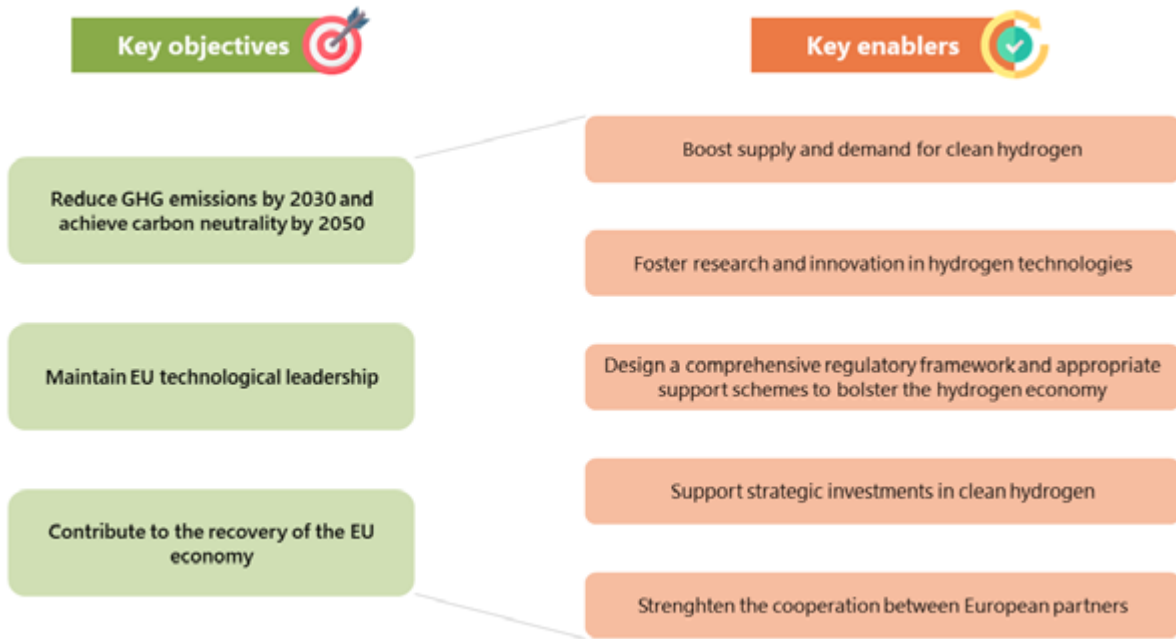 Key objectives
Key enablers
Reduce GHG emissions by 2030 and
achieve carbon neutrality by 2050
Maintain EU technological leadership
Contribute to the recovery of the EU
economy
Boost supply and demand for clean hydrogen
Foster research and innovation in hydrogen technologies
Design a comprehensive regulatory framework and appropriate
support schemes to bolster the hydrogen economy
Support strategic investments in clean hydrogen
Strenghten the cooperation between European partners